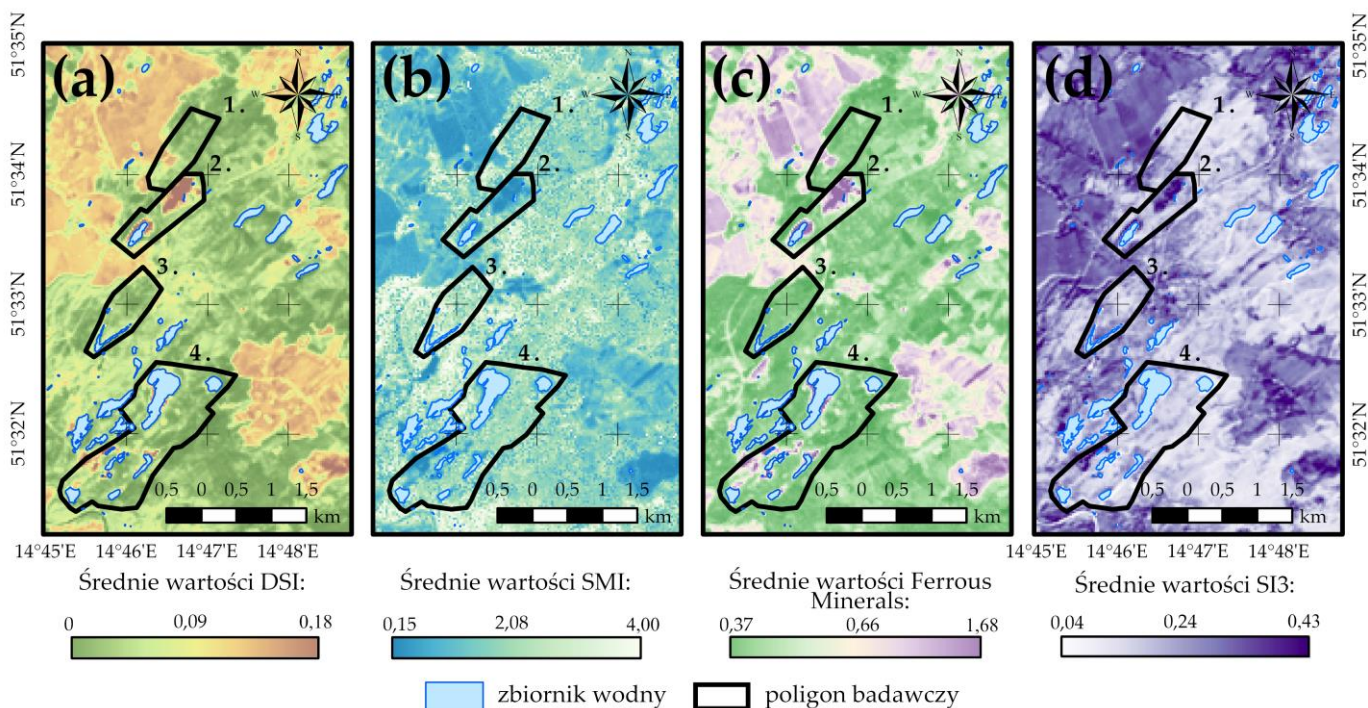 (a)
N
W
E
S
1.
2.
3.
4.
0,5 0 0,5 1 1,5
km
(b)
N
W
E
S
1.
2.
3.
4.
0,5 0 0,5 1 1,5
km
(c)
N
W
E
S
1.
2.
3.
4.
0,5 0 0,5 1 1,5
km
(d)
N
W
E
S
1.
2.
3.
4.
0,5 0 0,5 1 1,5
km
51°35'N
51°34'N
51°33'N
51°32'N
51°35'N
51°34'N
51°33'N
51°32'N
14°45'E 14°46'E 14°47'E 14°48'E
14°45'E 14°46'E 14°47'E 14°48'E
Średnie wartości DSI:
0 0,09 0,18
Średnie wartości SMI:
0,15 2,08 4,00
Średnie wartości Ferrous
Minerals:
0,37 0,66 1,68
Średnie wartości SI3:
0,04 0,24 0,43
zbiornik wodny
poligon badawczy